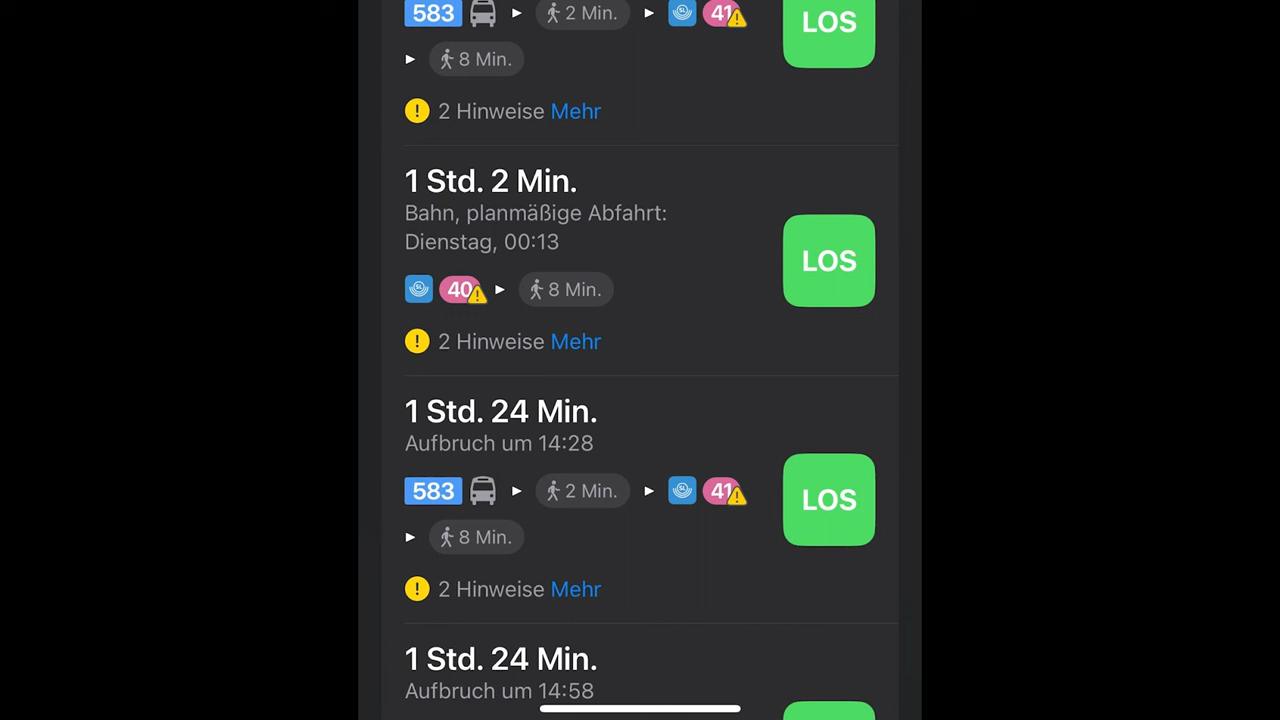 583 2 Min. 41 LOS
8 Min.
2 Hinweise Mehr
1 Std. 2 Min.
Bahn, planmäßige Abfahrt:
Dienstag, 00:13
LOS
SL 40 8 Min.
2 Hinweise Mehr
1 Std. 24 Min.
Aufbruch um 14:28
583 2 Min. SL 41 LOS
8 Min.
2 Hinweise Mehr
1 Std. 24 Min.
Aufbruch um 14:58